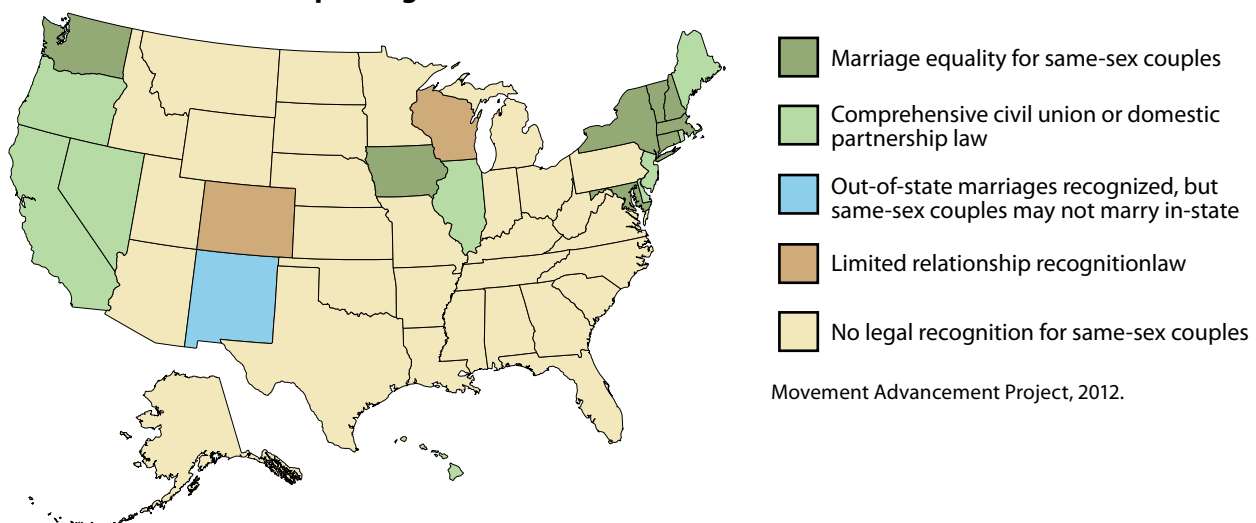 Marriage equality for same-sex couples
Comprehensive civil union or domestic
partnership law
Out-of-state marriages recognized, but
same-sex couples may not marry in-state
Limited relationship recognitionlaw
No legal recognition for same-sex couples
Movement Advancement Project, 2012.